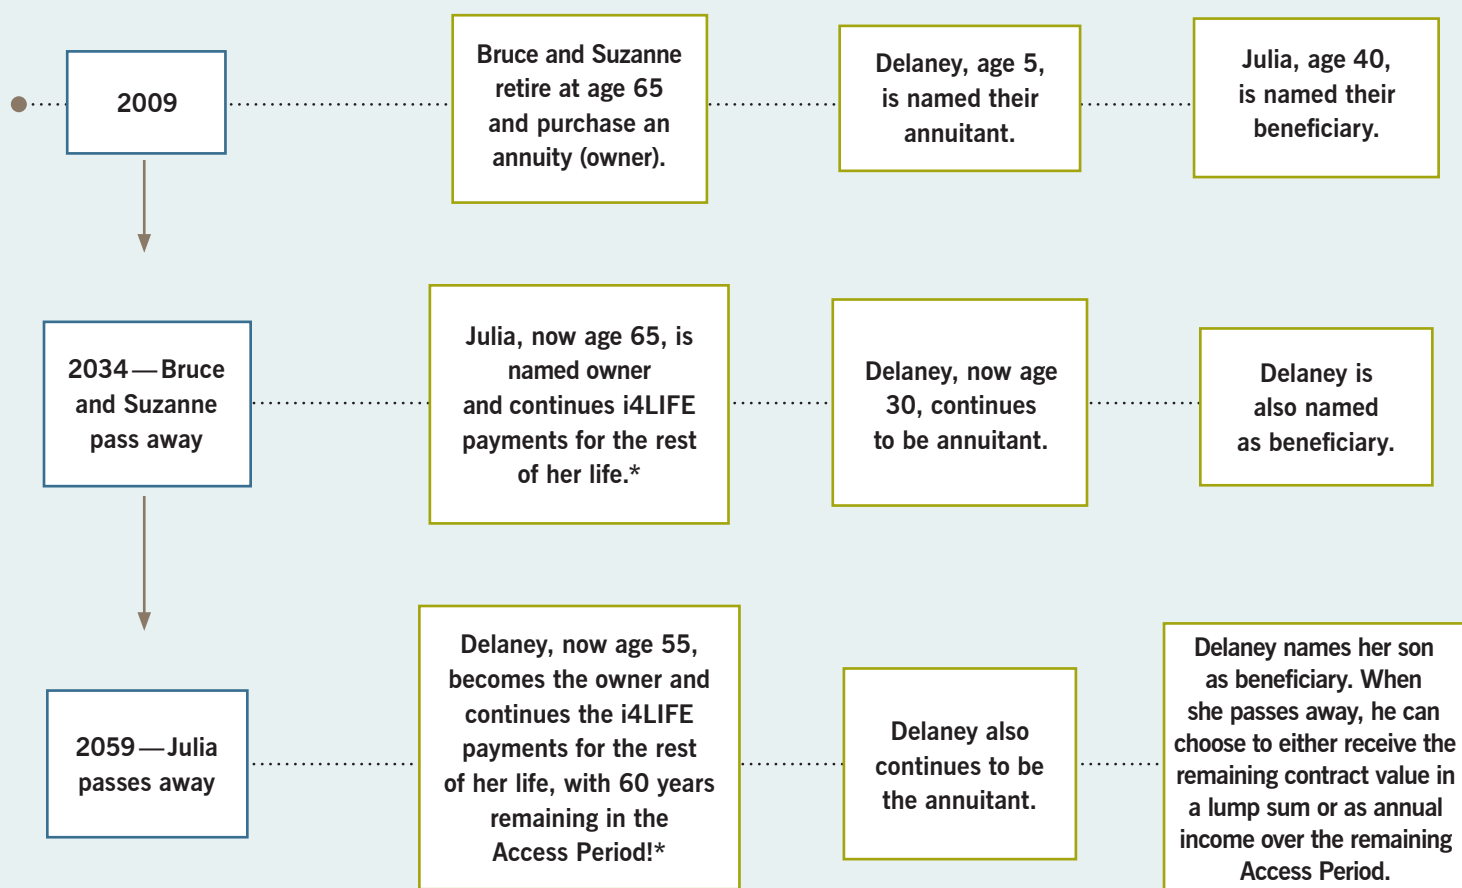 2009
Bruce and Suzanne
retire at age 65
and purchase an
annuity (owner).
Delaney, age 5,
is named their
annuitant.
Julia, age 40,
is named their
beneficiary.
2034—Bruce
and Suzanne
pass away
Julia, now age 65, is
named owner
and continues i4LIFE
payments for the rest
of her life.*
Delaney, now age
30, continues
to be annuitant.
Delaney is
also named
as beneficiary.
2059—Julia
passes away
Delaney, now age 55,
becomes the owner and
continues the i4LIFE
payments for the rest
of her life, with 60 years
remaining in the
Access Period!*
Delaney also
continues to be
the annuitant.
Delaney names her son
as beneficiary. When
she passes away, he can
choose to either receive the
remaining contract value in
a lump sum or as annual
income over the remaining
Access Period.